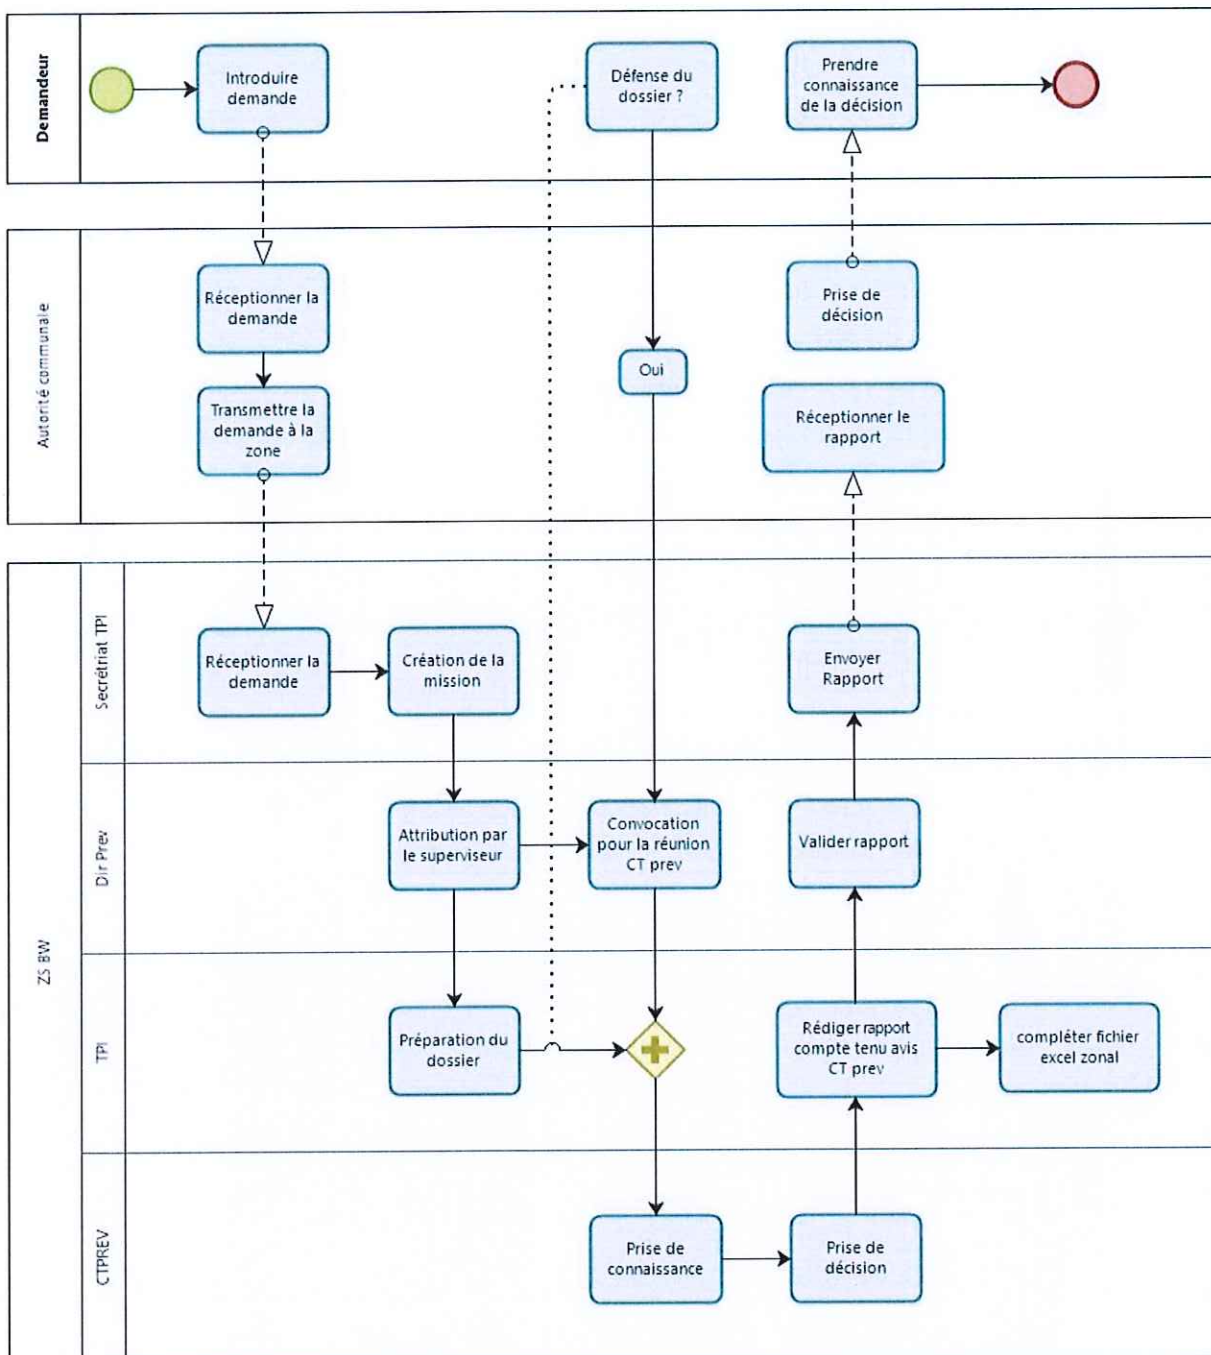 Demandeur
Introduire
demande
Défense du
dossier ?
Prendre
connaissance
de la décision
Autorité communale
Réceptionner la
demande
Transmettre la
demande à la
zone
Oui
Prise de
décision
Réceptionner le
rapport
ZS BW
Secrétriat TPI
Réceptionner la
demande
Création de la
mission
Envoyer
Rapport
Dir Prev
Attribution par
le superviseur
Convocation
pour la réunion
CT prev
Valider rapport
TPI
Préparation du
dossier
Rédiger rapport
compte tenu avis
CT prev
compléter fichier
excel zonal
CTPREV
Prise de
connaissance
Prise de
décision